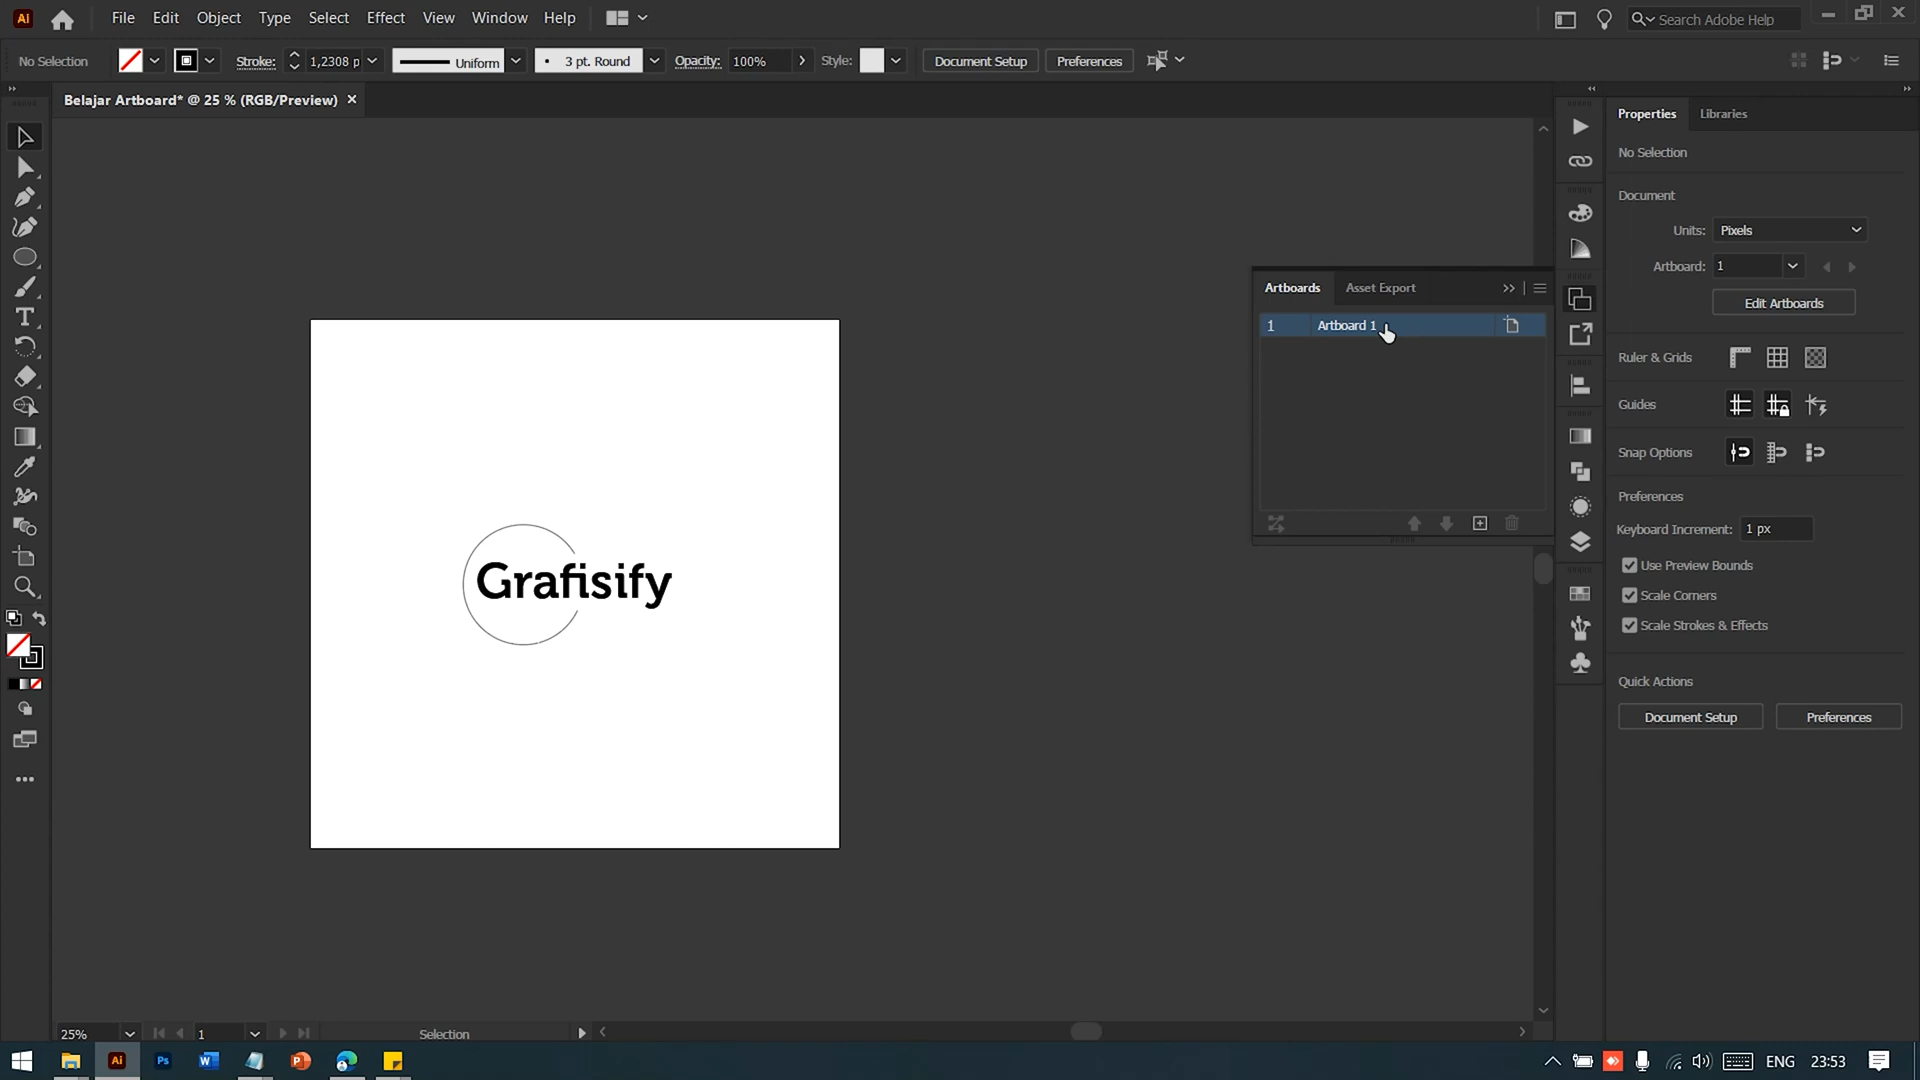 Ai File Edit Object Type Select Effect View Window Help Search Adobe Help
No Selection Stroke: 1,2308 p Uniform 3 pt. Round Opacity: 100% Style: Document Setup Preferences
Belajar Artboard* @ 25 % (RGB/Preview)
Properties Libraries
No Selection
Document
Units: Pixels
Artboard: 1
Edit Artboards
Artboards Asset Export
1 Artboard 1
Ruler & Grids
Guides
Snap Options
Preferences
Keyboard Increment: 1 px
Use Preview Bounds
Scale Corners
Scale Strokes & Effects
Quick Actions
Document Setup Preferences
Grafisify
T
25% 1 Selection
Ai Ps W P ENG 23:53